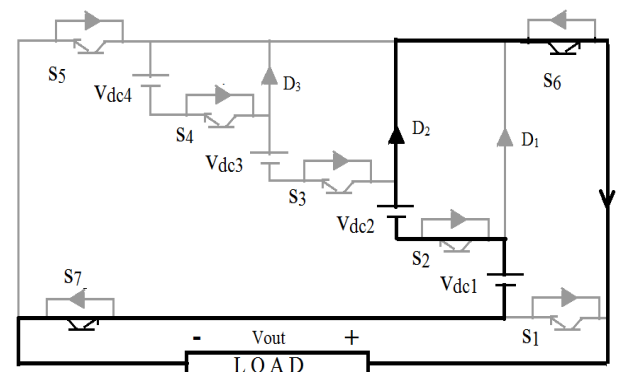 S5
Vdc4
D3
S6
S4
D2
D1
Vdc3
S3
Vdc2
S2
S7
Vdc1
- Vout +
S1
LOAD